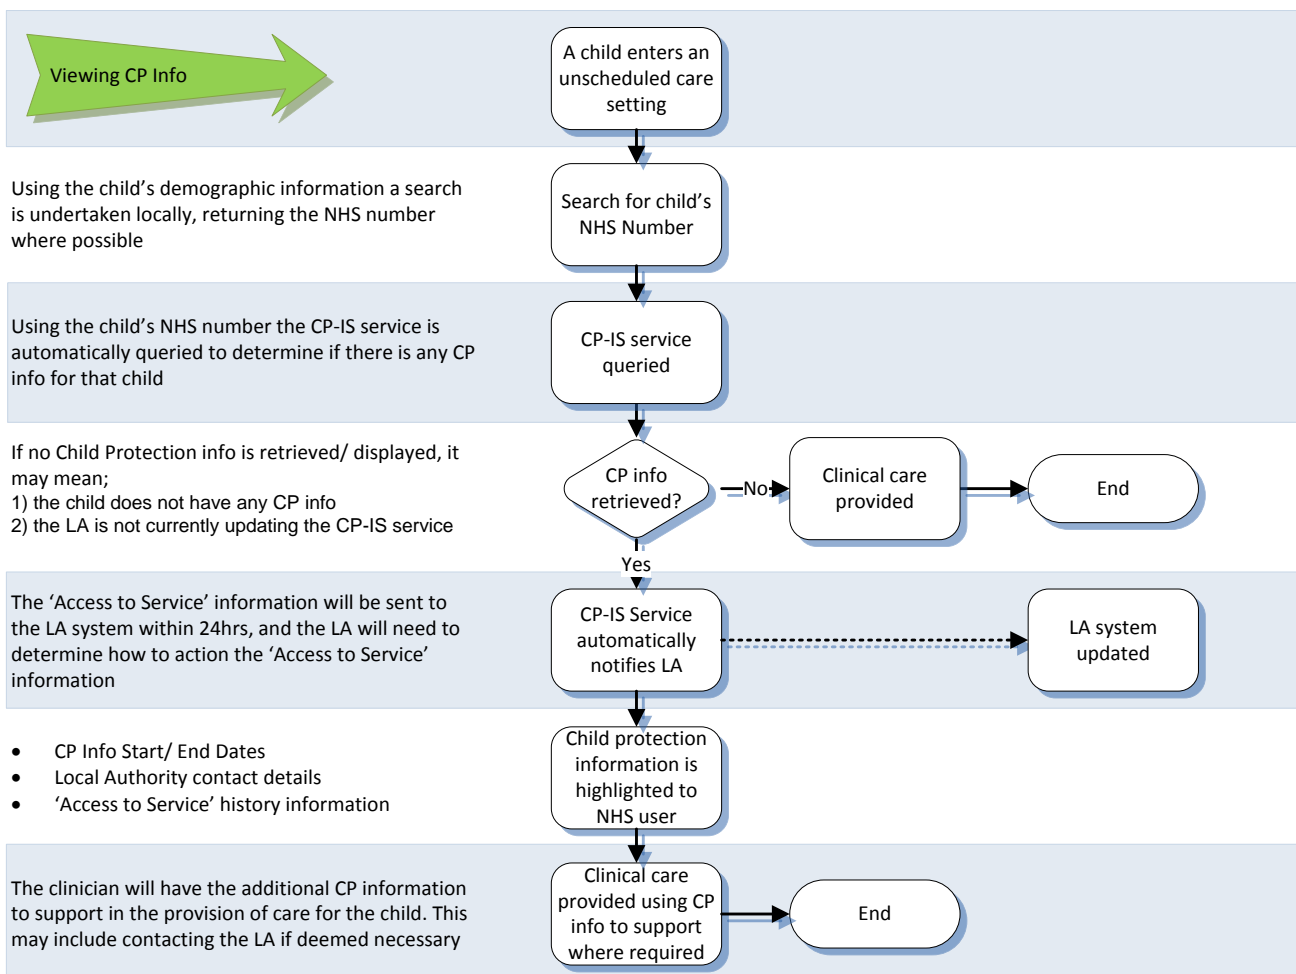 Viewing CP Info
A child enters an
unscheduled care
setting
Using the child’s demographic information a search
is undertaken locally, returning the NHS number
where possible
Search for child’s
NHS Number
Using the child’s NHS number the CP-IS service is
automatically queried to determine if there is any CP
info for that child
CP-IS service
queried
If no Child Protection info is retrieved/ displayed, it
may mean;
1) the child does not have any CP info
2) the LA is not currently updating the CP-IS service
CP info
retrieved?
No
Clinical care
provided
End
Yes
The ‘Access to Service’ information will be sent to
the LA system within 24hrs, and the LA will need to
determine how to action the ‘Access to Service’
information
CP-IS Service
automatically
notifies LA
LA system
updated
• CP Info Start/ End Dates
• Local Authority contact details
• ‘Access to Service’ history information
Child protection
information is
highlighted to
NHS user
The clinician will have the additional CP information
to support in the provision of care for the child. This
may include contacting the LA if deemed necessary
Clinical care
provided using CP
info to support
where required
End